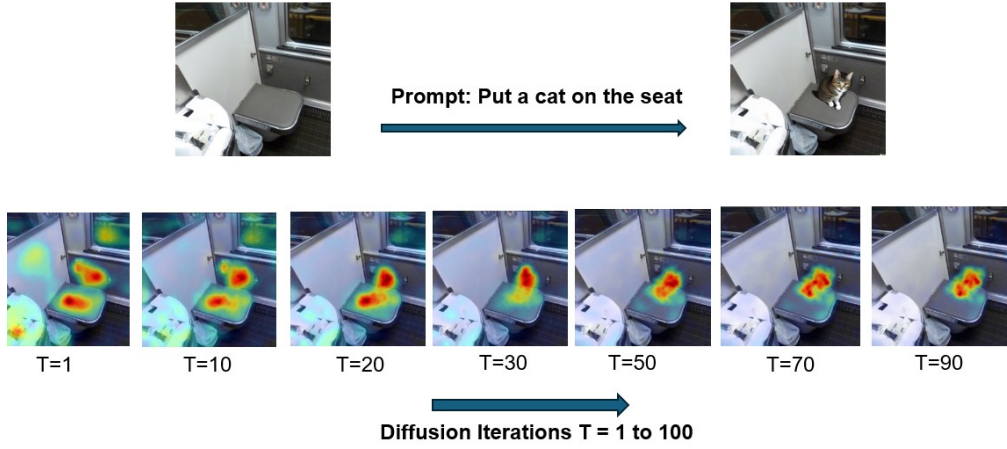 Prompt: Put a cat on the seat
T=1
T=10
T=20
T=30
T=50
T=70
T=90
Diffusion Iterations T = 1 to 100